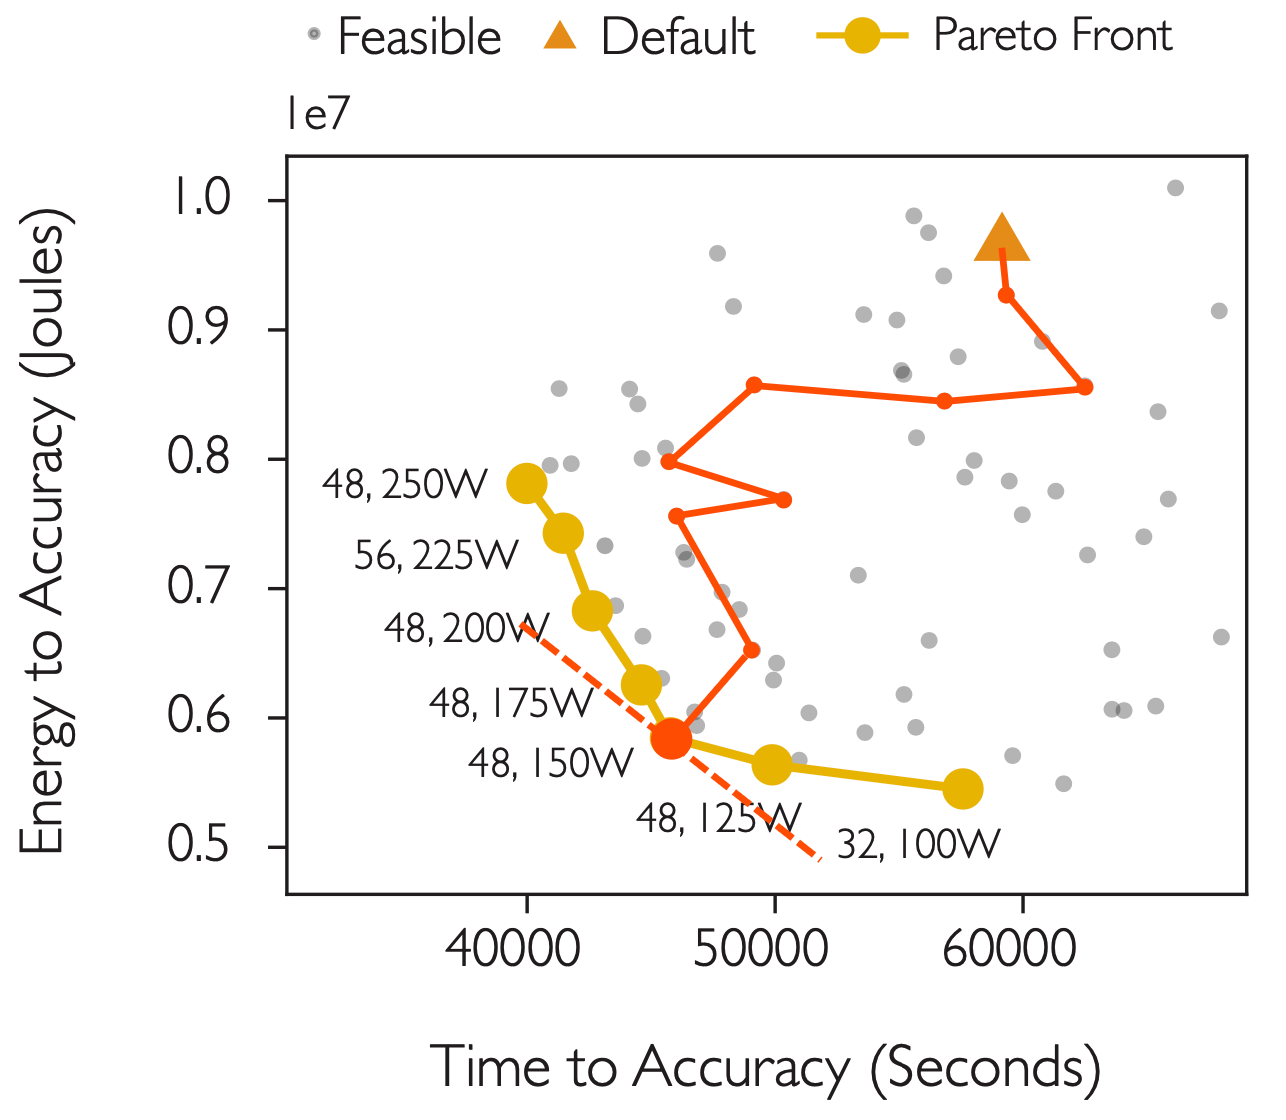 Feasible Default Pareto Front
1e7
1.0
0.9
0.8
0.7
0.6
0.5
Energy to Accuracy (Joules)
48, 250W
56, 225W
48, 200W
48, 175W
48, 150W
48, 125W
32, 100W
40000 50000 60000
Time to Accuracy (Seconds)